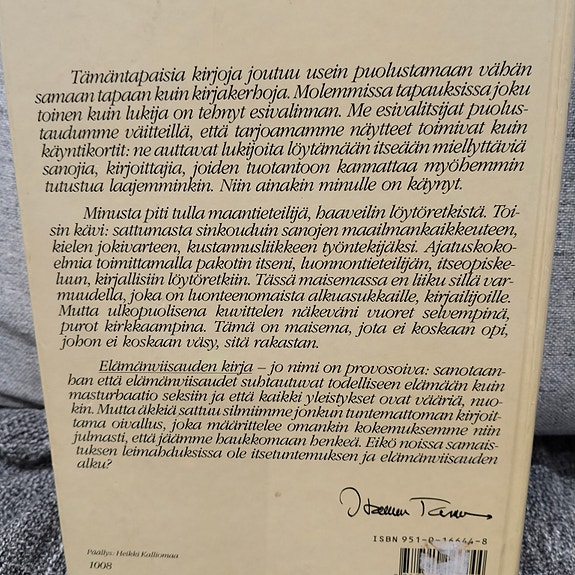 Tämäntapaisia kirjoja joutuu usein puolustamaan vähän
samaan tapaan kuin kirjakerhoja. Molemmissa tapauksissa joku
toinen kuin lukija on tehnyt esivalinnan. Me esivalitsijat puolus-
taudumme väitteillä, että tarjoamamme näytteet toimivat kuin
käyntikortit: ne auttavat lukijoita löytämään itseään miellyttäviä
sanojia, kirjoittajia, joiden tuotantoon kannattaa myöhemmin
tutustua laajemminkin. Niin ainakin minulle on käynyt.
Minusta piti tulla maantieteilijä, haaveilin löytöretkistä. Toi-
sin kävi: sattumasta sinkouduin sanojen maailmankaikkeuteen,
kielen jokivarteen, kustannusliikkeen työntekijäksi. Ajatuskoko-
elmia toimittamalla pakotin itseni, luonnontieteilijän, itseopiske-
luun, kirjallisiin löytöretkiin. Tässä maisemassa en liiku sillä var-
muudella, joka on luonteenomaista alkuasukkaille, kirjailijoille.
Mutta ulkopuolisena kuvittelen näkeväni vuoret selvempinä,
purot kirkkaampina. Tämä on maisema, jota ei koskaan opi,
johon ei koskaan väsy, sitä rakastan.
Elämänviisauden kirja – jo nimi on provosoiva: sanotaan-
han että elämänviisaudet suhtautuvat todelliseen elämään kuin
masturbaatio seksiin ja että kaikki yleistykset ovat vääriä, nuo-
kin. Mutta äkkiä sattuu silmiimme jonkun tuntemattoman kirjoit-
tama oivallus, joka määrittelee omankin kokemuksemme niin
julmasti, että jäämme haukkomaan henkeä. Eikö noissa samais-
tuksen leimahduksissa ole itsetuntemuksen ja elämänviisauden
alku?
ISBN 951-0-16644-8
Päällys: Heikki Kalliomaa
1008